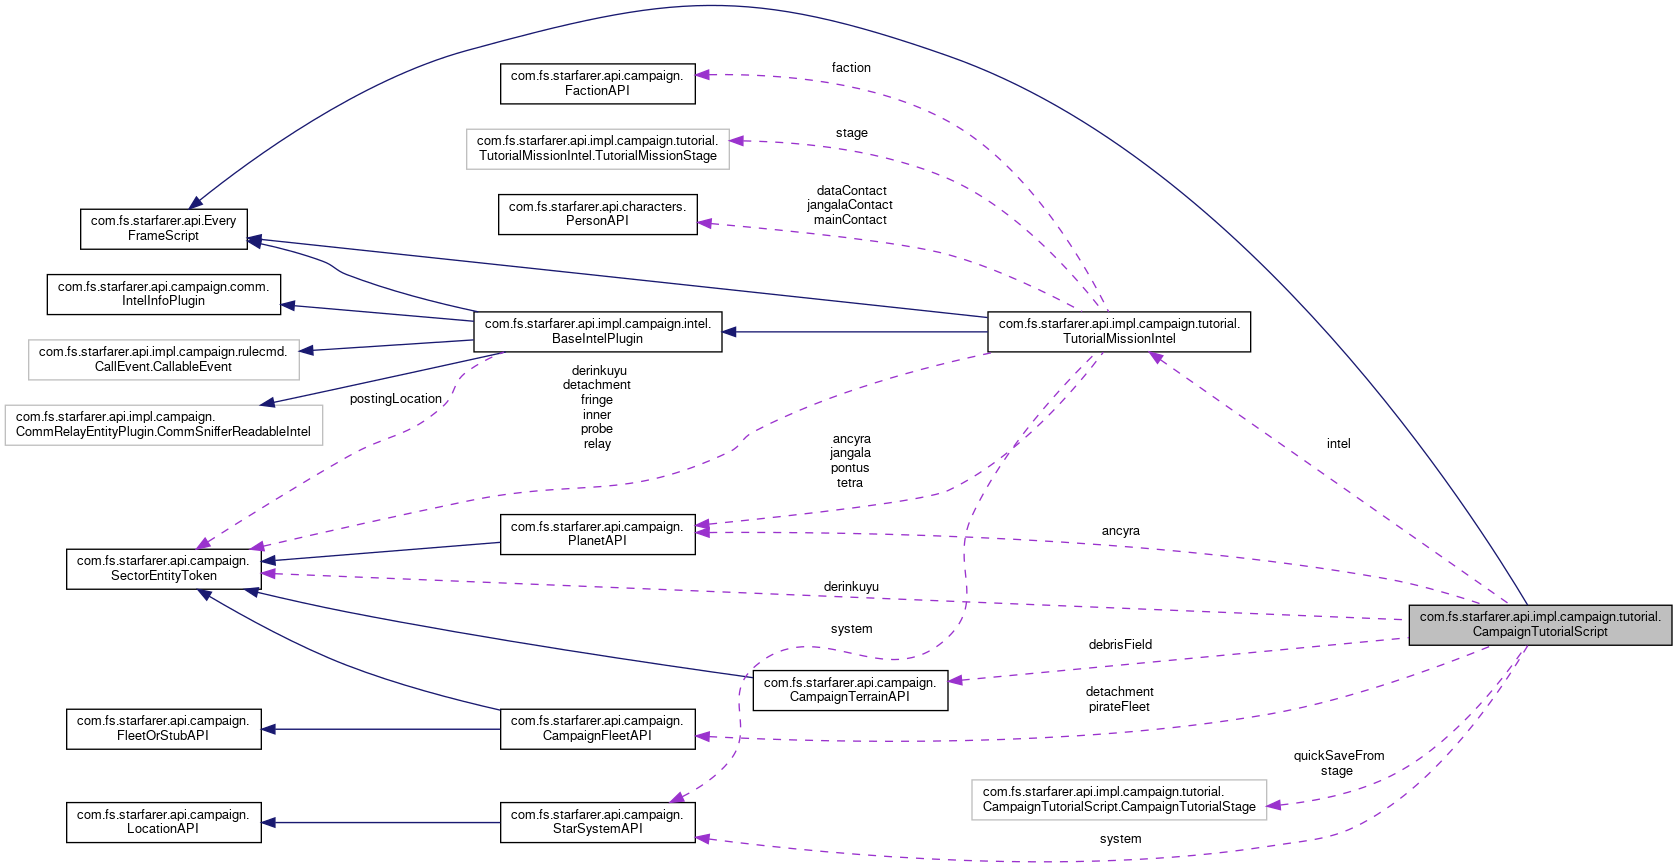 com.fs.starfarer.api.campaign.
FactionAPI
faction
com.fs.starfarer.api.impl.campaign.tutorial.
TutorialMissionIntel.TutorialMissionStage
stage
com.fs.starfarer.api.characters.
PersonAPI
dataContact
jangalaContact
mainContact
com.fs.starfarer.api.Every
FrameScript
com.fs.starfarer.api.campaign.comm.
IntelInfoPlugin
com.fs.starfarer.api.impl.campaign.intel.
BaseIntelPlugin
com.fs.starfarer.api.impl.campaign.tutorial.
TutorialMissionIntel
com.fs.starfarer.api.impl.campaign.rulecmd.
CallEvent.CallableEvent
com.fs.starfarer.api.impl.campaign.
CommRelayEntityPlugin.CommSnifferReadableIntel
postingLocation
derinkuyu
detachment
fringe
inner
probe
relay
ancyra
jangala
pontus
tetra
intel
com.fs.starfarer.api.campaign.
PlanetAPI
ancyra
com.fs.starfarer.api.campaign.
SectorEntityToken
derinkuyu
com.fs.starfarer.api.impl.campaign.tutorial.
CampaignTutorialScript
system
debrisField
com.fs.starfarer.api.campaign.
CampaignTerrainAPI
detachment
pirateFleet
com.fs.starfarer.api.campaign.
FleetOrStubAPI
com.fs.starfarer.api.campaign.
CampaignFleetAPI
quickSaveFrom
stage
com.fs.starfarer.api.impl.campaign.tutorial.
CampaignTutorialScript.CampaignTutorialStage
com.fs.starfarer.api.campaign.
LocationAPI
com.fs.starfarer.api.campaign.
StarSystemAPI
system